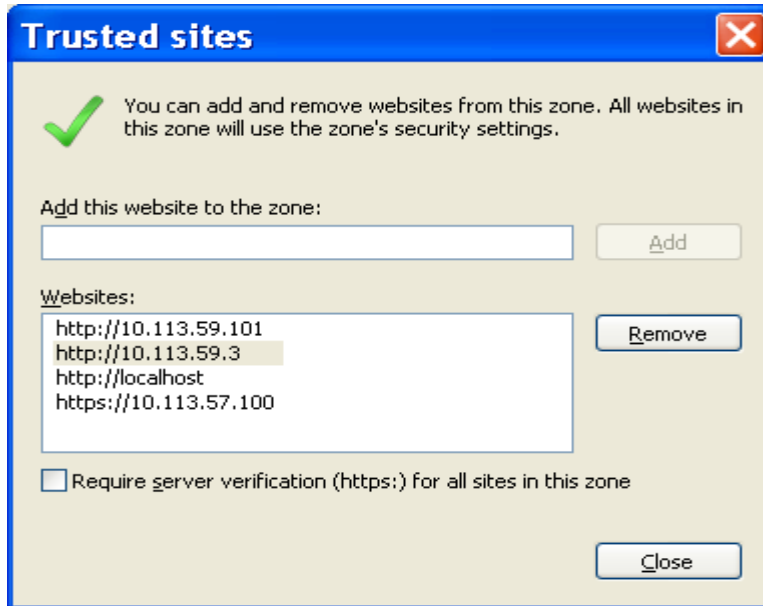 Trusted sites
You can add and remove websites from this zone. All websites in
this zone will use the zone's security settings.
Add this website to the zone:
Add
Websites:
http://10.113.59.101
http://10.113.59.3
http://localhost
https://10.113.57.100
Remove
Require server verification (https:) for all sites in this zone
Close